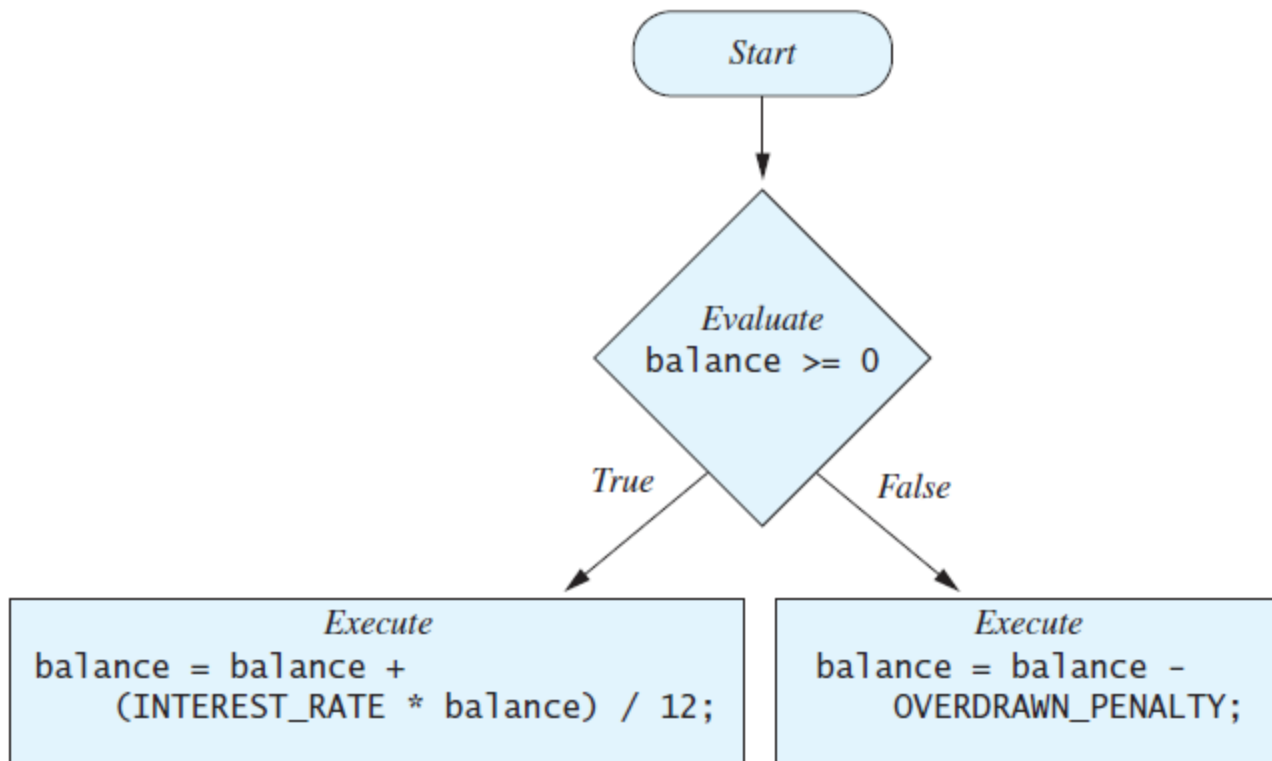 Start
Evaluate
balance >= 0
True
False
Execute
balance = balance +
(INTEREST_RATE * balance) / 12;
Execute
balance = balance -
OVERDRAWN_PENALTY;